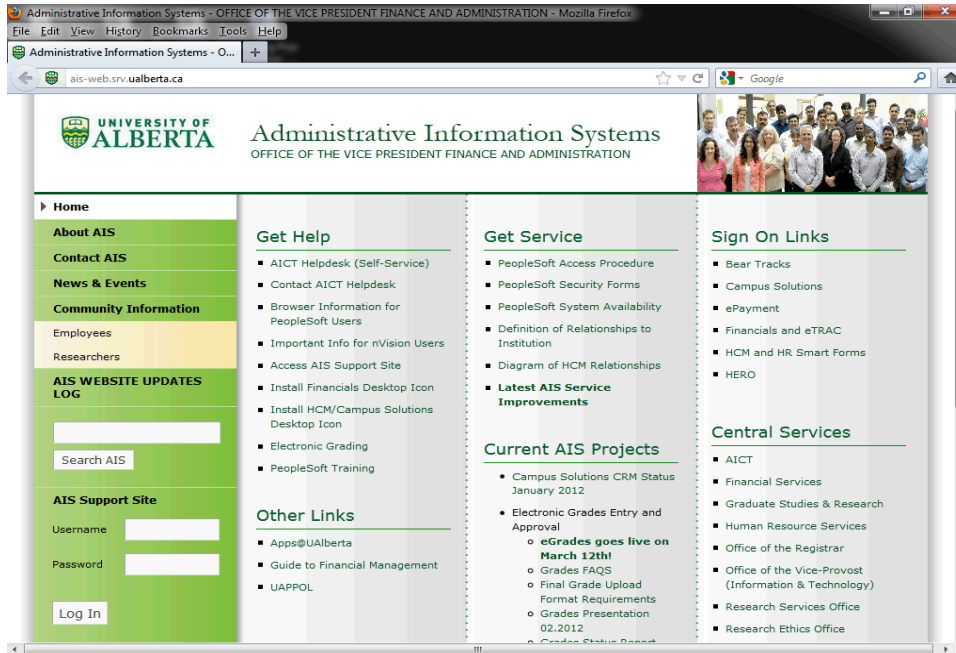 Administrative Information Systems - OFFICE OF THE VICE PRESIDENT FINANCE AND ADMINISTRATION - Mozilla Firefox
File Edit View History Bookmarks Tools Help
Administrative Information Systems - O...
ais-web.srv.ualberta.ca
Google
UNIVERSITY OF
ALBERTA
Administrative Information Systems
OFFICE OF THE VICE PRESIDENT FINANCE AND ADMINISTRATION
Home
About AIS
Contact AIS
News & Events
Community Information
Employees
Researchers
AIS WEBSITE UPDATES
LOG
Search AIS
AIS Support Site
Username
Password
Log In
Get Help
AICT Helpdesk (Self-Service)
Contact AICT Helpdesk
Browser Information for
PeopleSoft Users
Important Info for nVision Users
Access AIS Support Site
Install Financials Desktop Icon
Install HCM/Campus Solutions
Desktop Icon
Electronic Grading
PeopleSoft Training
Other Links
Apps@UAlberta
Guide to Financial Management
UAPPOL
Get Service
PeopleSoft Access Procedure
PeopleSoft Security Forms
PeopleSoft System Availability
Definition of Relationships to
Institution
Diagram of HCM Relationships
Latest AIS Service
Improvements
Current AIS Projects
Campus Solutions CRM Status
January 2012
Electronic Grades Entry and
Approval
eGrades goes live on
March 12th!
Grades FAQS
Final Grade Upload
Format Requirements
Grades Presentation
02.2012
Grades Status Report
Sign On Links
Bear Tracks
Campus Solutions
ePayment
Financials and eTRAC
HCM and HR Smart Forms
HERO
Central Services
AICT
Financial Services
Graduate Studies & Research
Human Resource Services
Office of the Registrar
Office of the Vice-Provost
(Information & Technology)
Research Services Office
Research Ethics Office